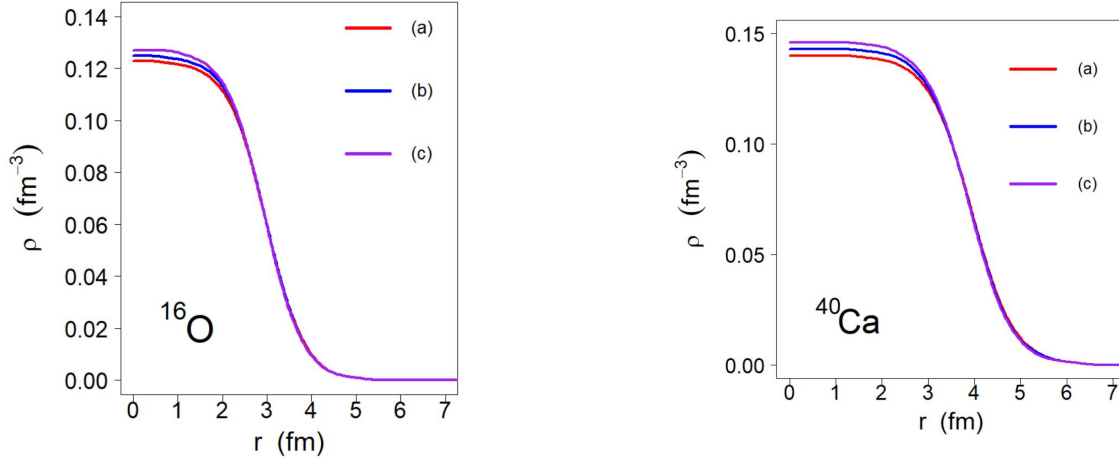 0.14
0.12
0.10
0.08
0.06
0.04
0.02
0.00
ρ (fm⁻³)
(a)
(b)
(c)
¹⁶O
0 1 2 3 4 5 6 7
r (fm)
0.15
0.10
0.05
0.00
ρ (fm⁻³)
(a)
(b)
(c)
⁴⁰Ca
0 1 2 3 4 5 6 7
r (fm)